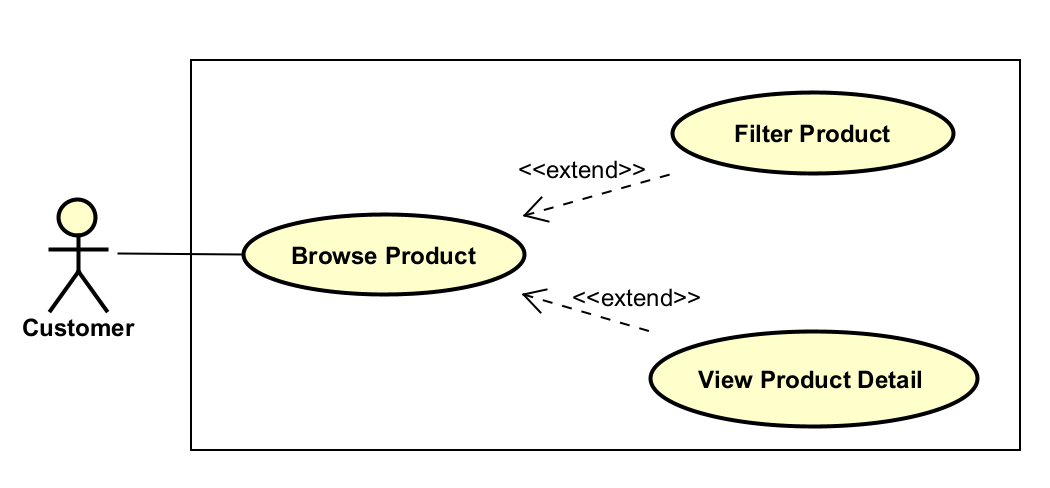 Filter Product
<<extend>>
Browse Product
<<extend>>
Customer
View Product Detail